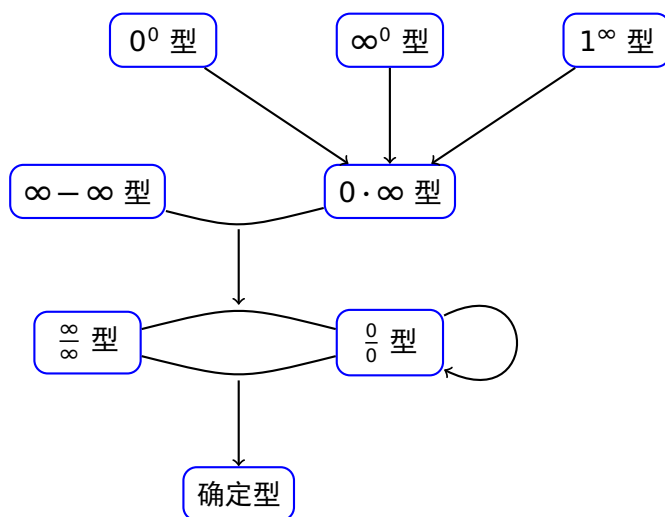 0⁰ 型 ∞⁰ 型 1^∞ 型
∞ − ∞ 型 0 · ∞ 型
∞/∞ 型 0/0 型
确定型